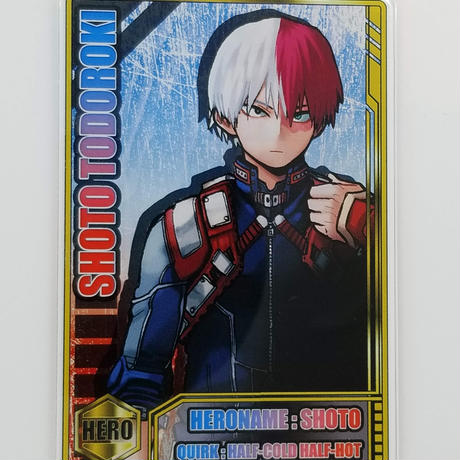 SHOTO TODOROKI
HERO
HERONAME : SHOTO
QUIRK : HALF-COLD HALF-HOT